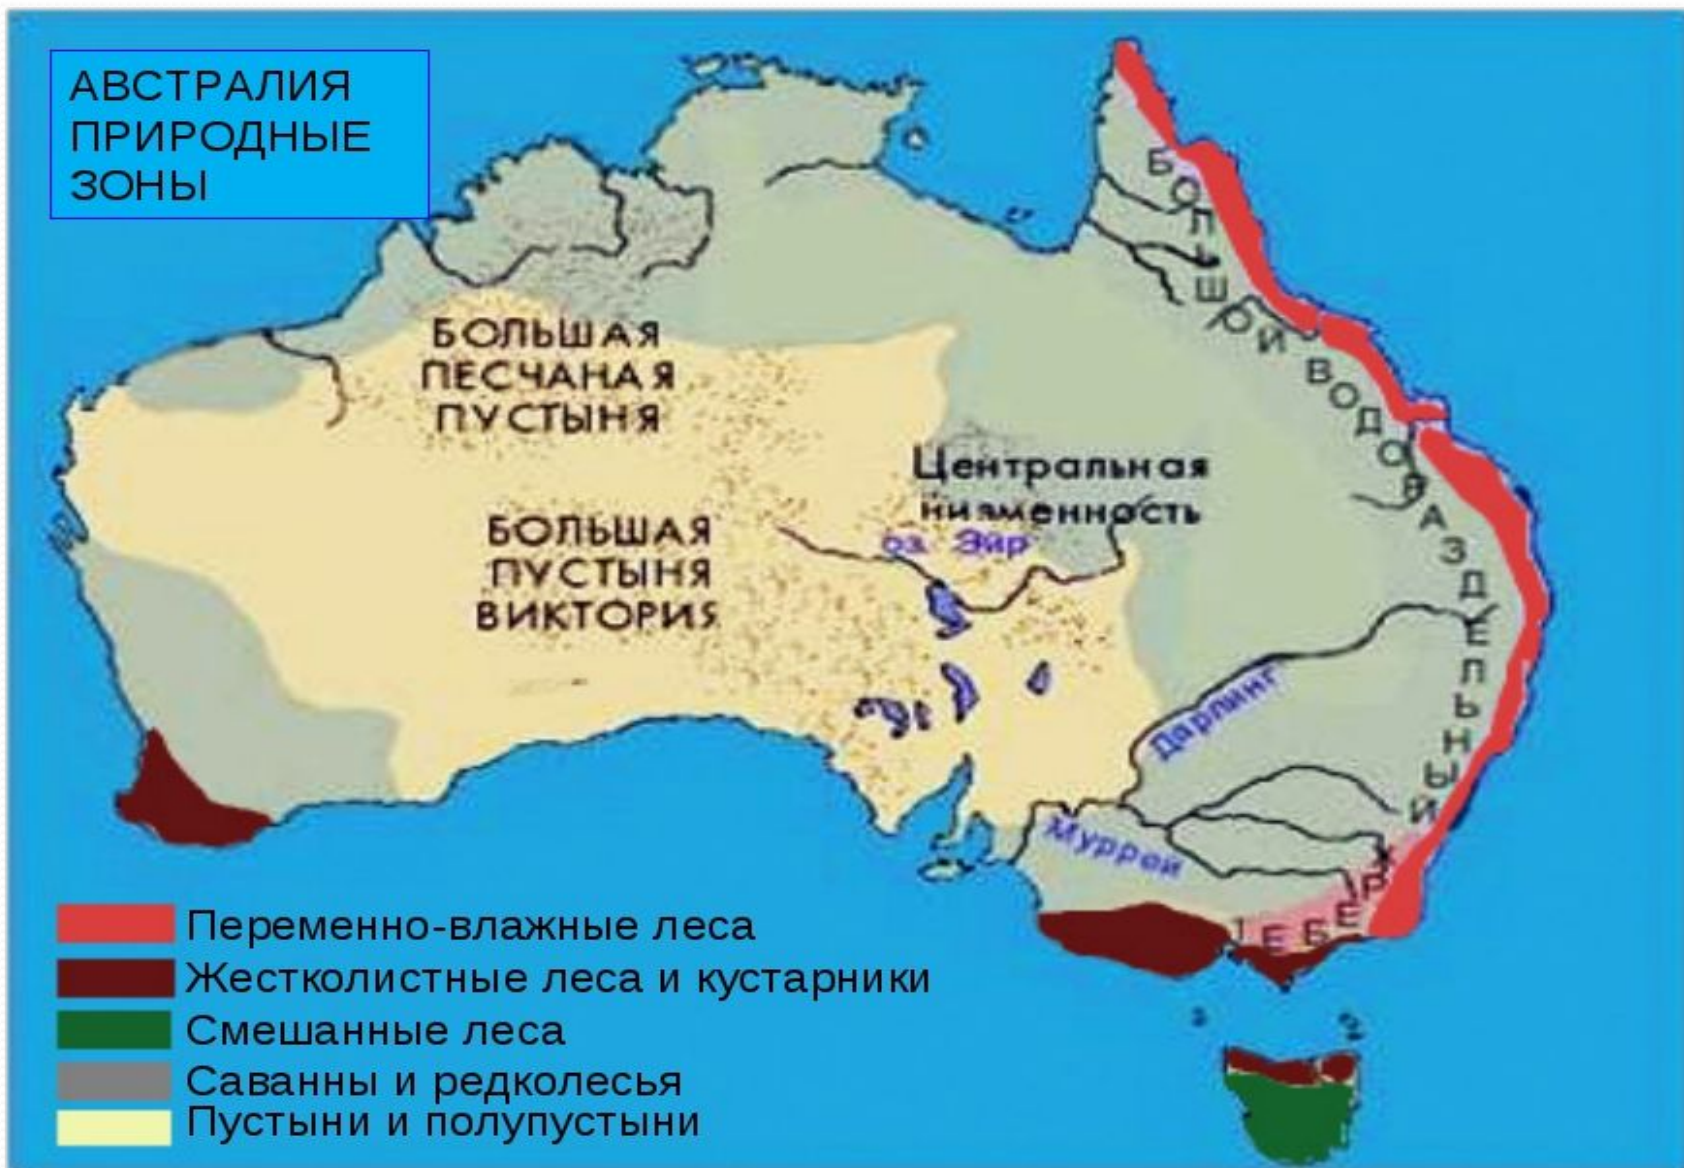 АВСТРАЛИЯ
ПРИРОДНЫЕ
ЗОНЫ
БОЛЬШАЯ
ПЕСЧАНАЯ
ПУСТЫНЯ
БОЛЬШАЯ
ПУСТЫНЯ
ВИКТОРИЯ
Центральная
низменность
оз. Эйр
БОЛЬШОЙ ВОДОРАЗДЕЛЬНЫЙ ХРЕБЕТ
Дарлинг
Муррей
Переменно-влажные леса
Жестколистные леса и кустарники
Смешанные леса
Саванны и редколесья
Пустыни и полупустыни